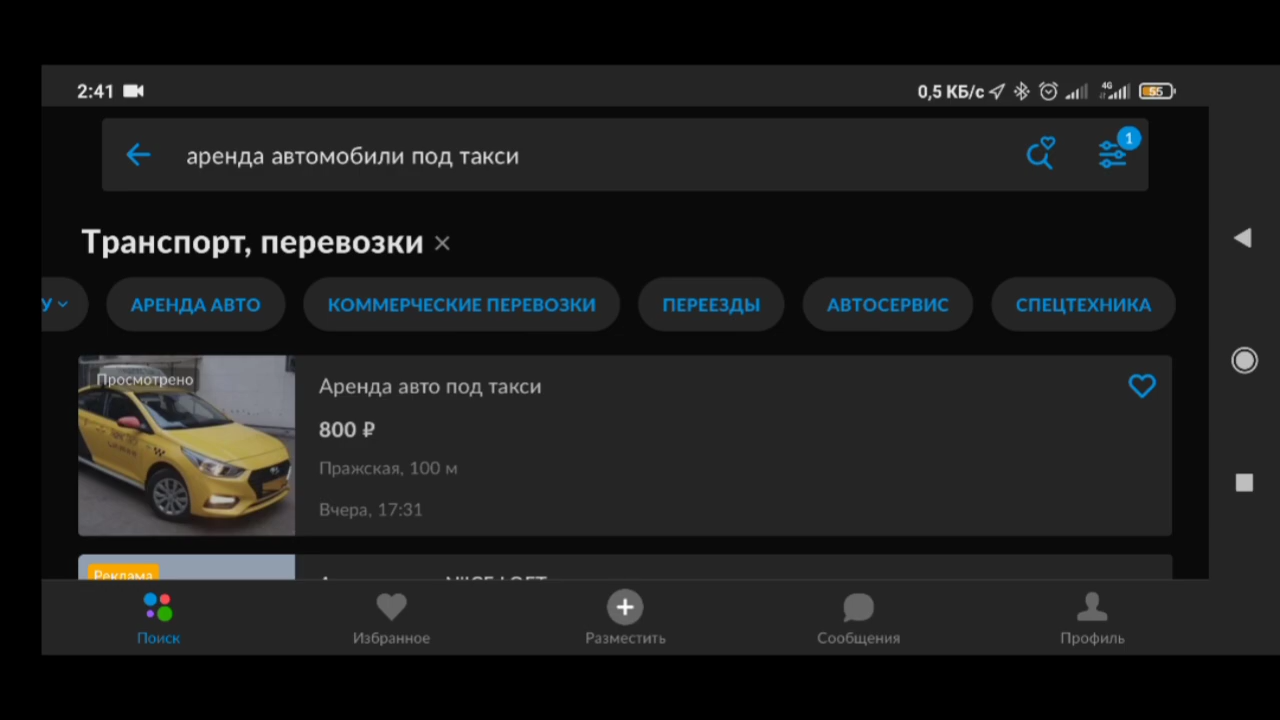 2:41
0,5 КБ/с 4G 55
аренда автомобили под такси
1
Транспорт, перевозки
У
АРЕНДА АВТО
КОММЕРЧЕСКИЕ ПЕРЕВОЗКИ
ПЕРЕЕЗДЫ
АВТОСЕРВИС
СПЕЦТЕХНИКА
Просмотрено
Аренда авто под такси
800 ₽
Пражская, 100 м
Вчера, 17:31
Реклама
Поиск
Избранное
Разместить
Сообщения
Профиль